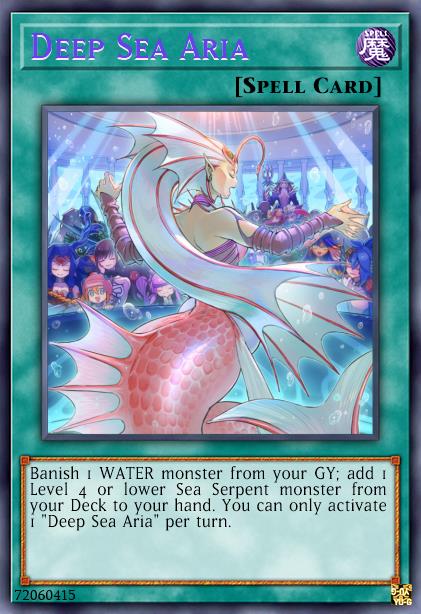 Deep Sea Aria
SPELL
魔
[Spell Card]
Banish 1 WATER monster from your GY; add 1
Level 4 or lower Sea Serpent monster from
your Deck to your hand. You can only activate
1 "Deep Sea Aria" per turn.
72060415